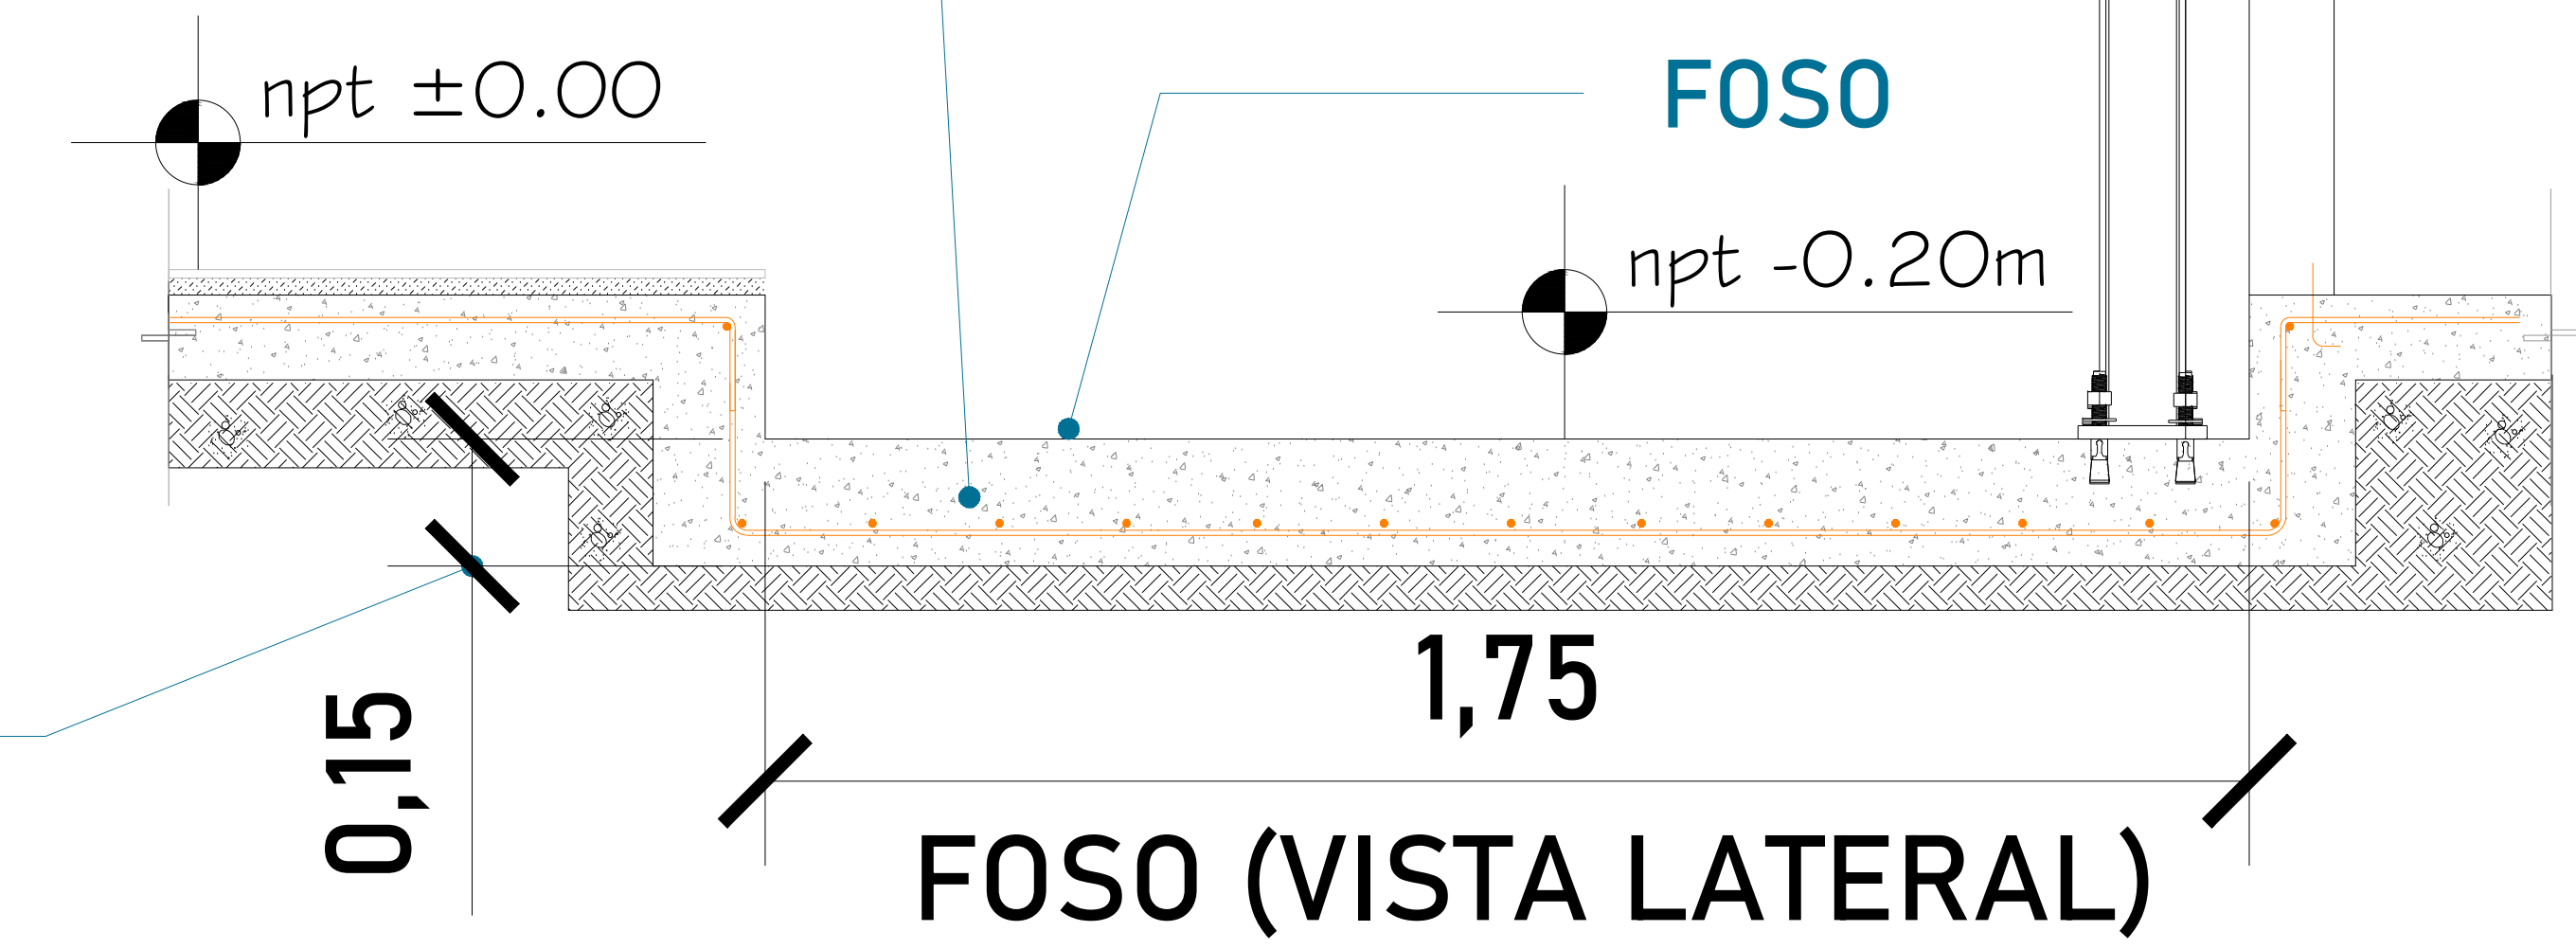 npt ±0.00
FOSO
npt -0.20m
1,75
0,15
FOSO (VISTA LATERAL)